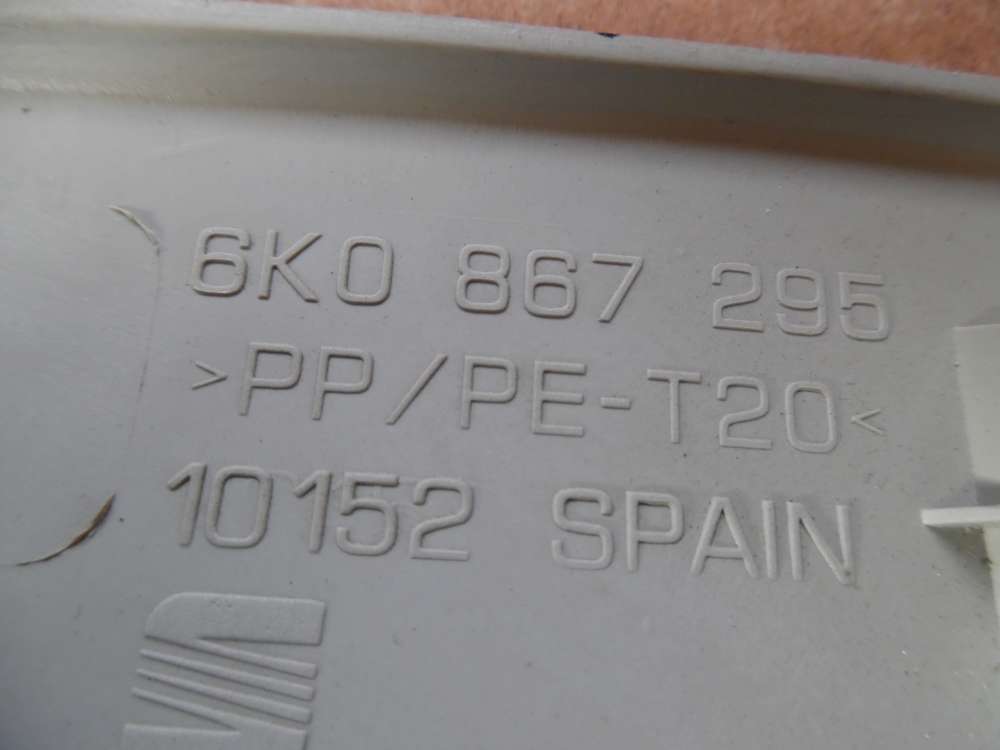 6K0 867 295
>PP/PE-T20<
10152 SPAIN